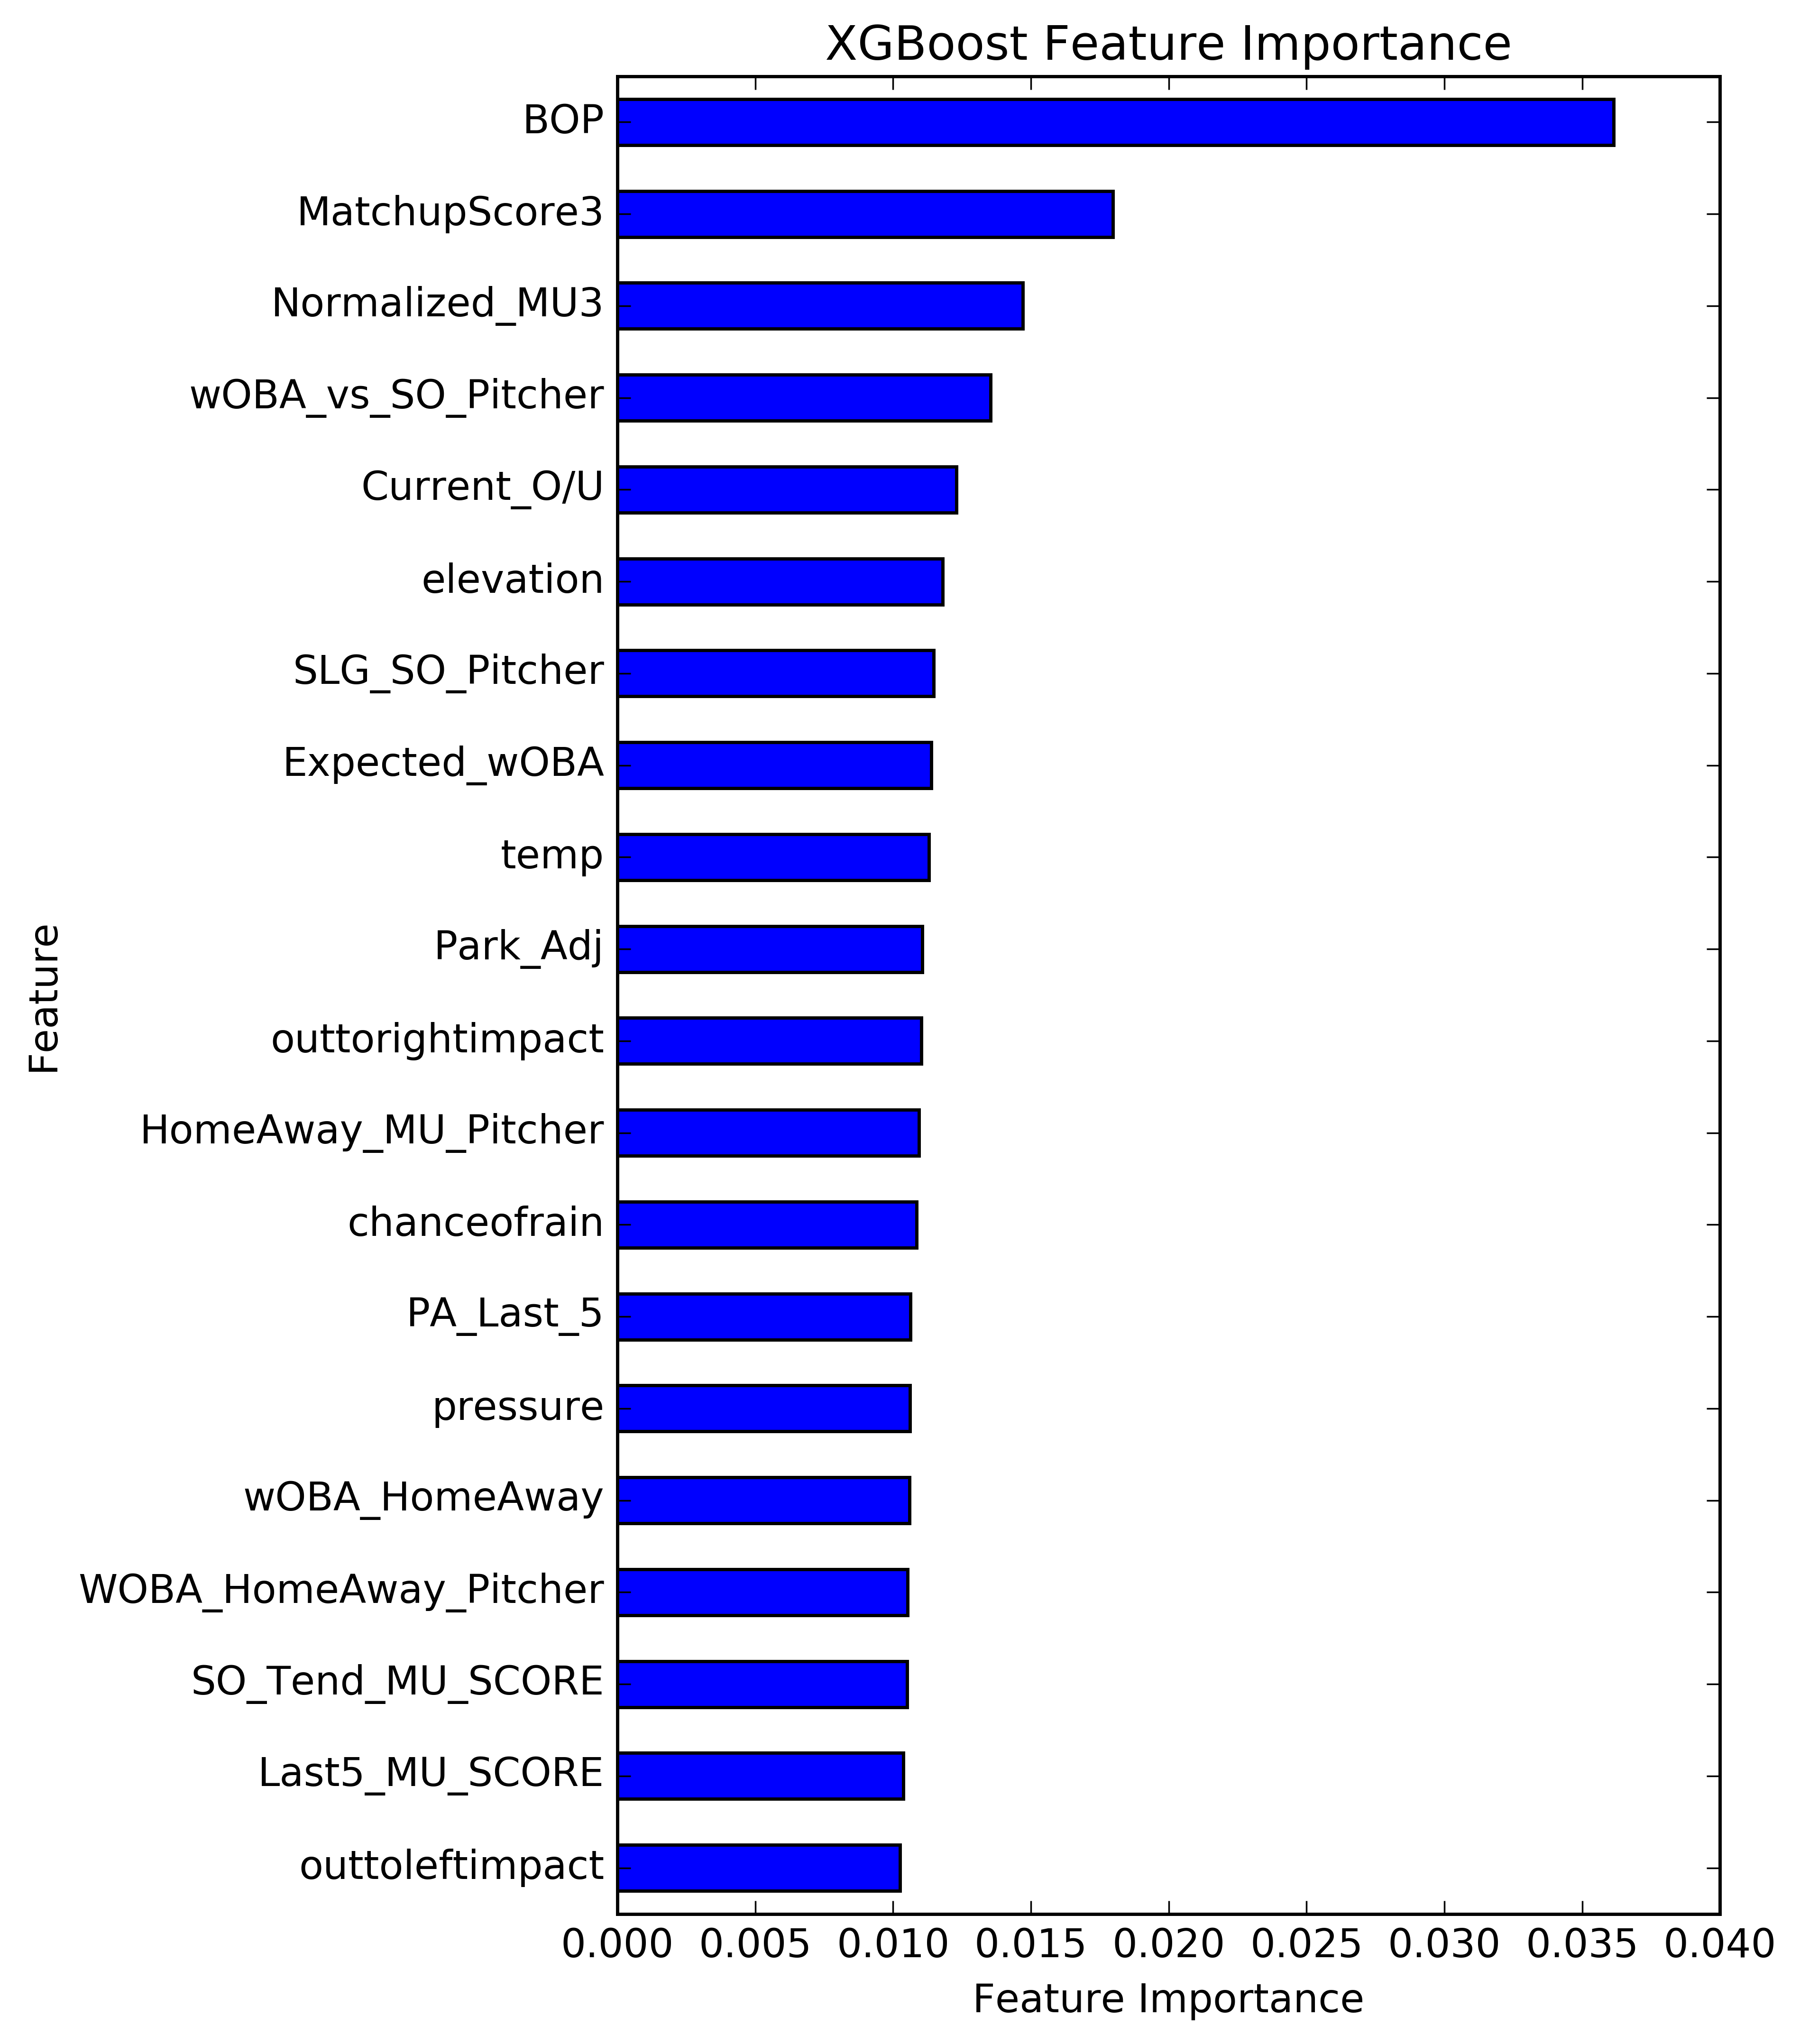 XGBoost Feature Importance
BOP
MatchupScore3
Normalized_MU3
wOBA_vs_SO_Pitcher
Current_O/U
elevation
SLG_SO_Pitcher
Expected_wOBA
temp
Park_Adj
outtorightimpact
HomeAway_MU_Pitcher
chanceofrain
PA_Last_5
pressure
wOBA_HomeAway
WOBA_HomeAway_Pitcher
SO_Tend_MU_SCORE
Last5_MU_SCORE
outtoleftimpact
Feature
0.000 0.005 0.010 0.015 0.020 0.025 0.030 0.035 0.040
Feature Importance